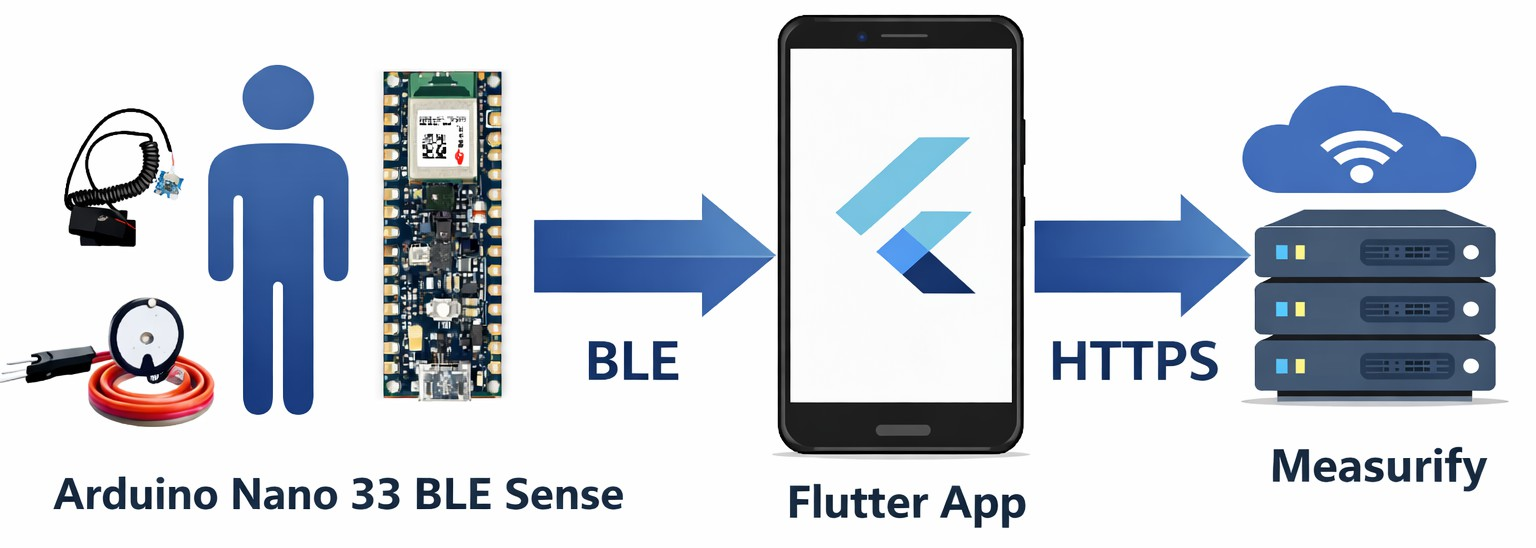 BLE
HTTPS
Arduino Nano 33 BLE Sense
Flutter App
Measurify